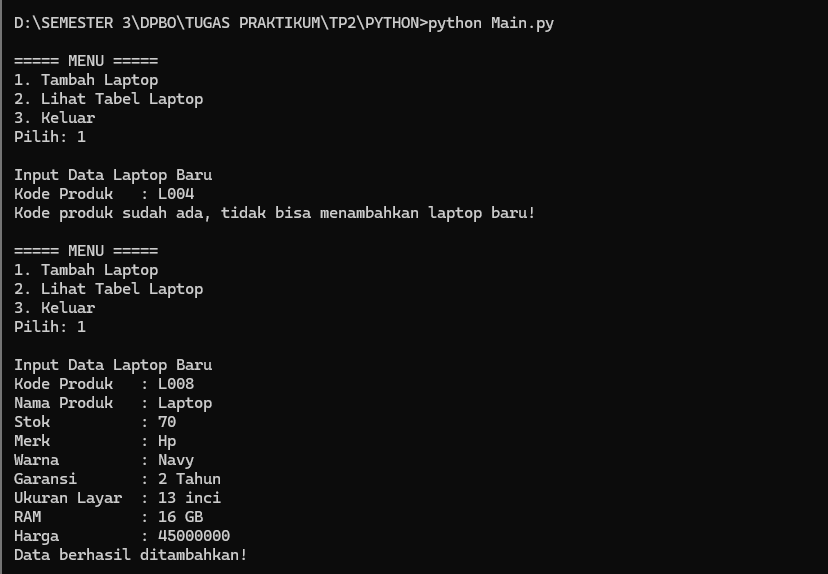 D:\SEMESTER 3\DPBO\TUGAS PRAKTIKUM\TP2\PYTHON>python Main.py
===== MENU =====
1. Tambah Laptop
2. Lihat Tabel Laptop
3. Keluar
Pilih: 1
Input Data Laptop Baru
Kode Produk   : L004
Kode produk sudah ada, tidak bisa menambahkan laptop baru!
===== MENU =====
1. Tambah Laptop
2. Lihat Tabel Laptop
3. Keluar
Pilih: 1
Input Data Laptop Baru
Kode Produk   : L008
Nama Produk   : Laptop
Stok          : 70
Merk          : Hp
Warna         : Navy
Garansi       : 2 Tahun
Ukuran Layar  : 13 inci
RAM           : 16 GB
Harga         : 45000000
Data berhasil ditambahkan!